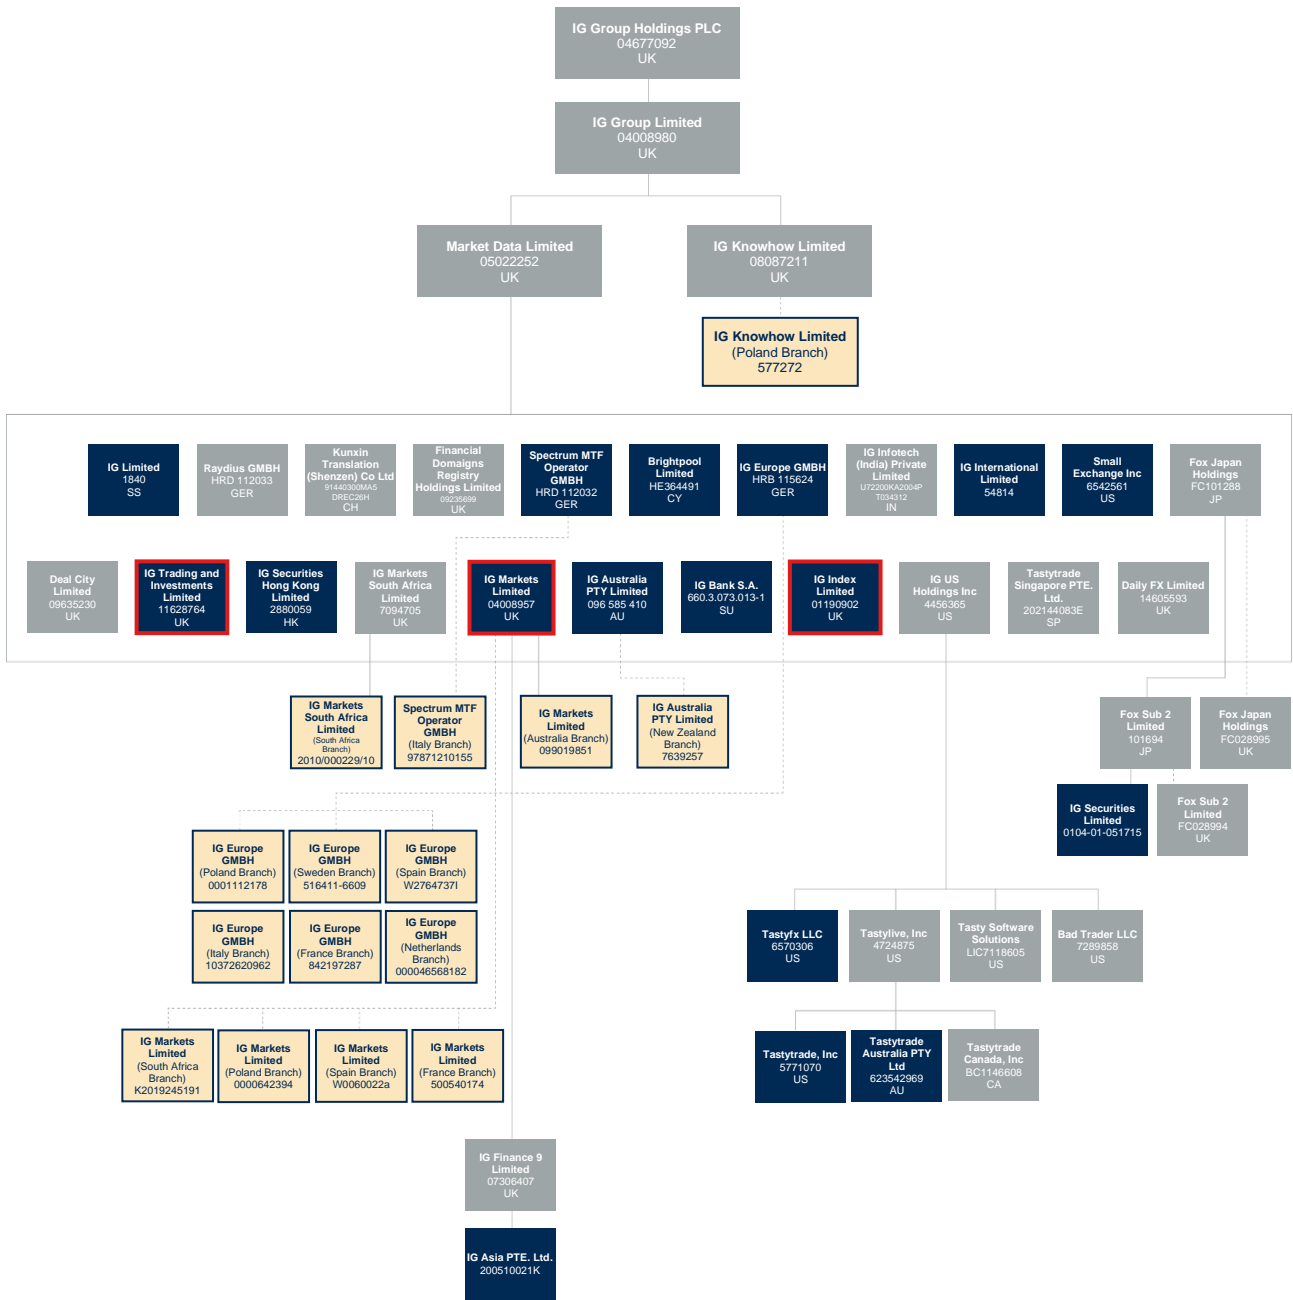 IG Group Holdings PLC
04677092
UK
IG Group Limited
04008980
UK
Market Data Limited
05022252
UK
IG Knowhow Limited
08087211
UK
IG Knowhow Limited
(Poland Branch)
577272
IG Limited
1840
SS
Raydius GMBH
HRD 112033
GER
Kunxin
Translation
(Shenzen) Co Ltd
91440300MA5
DREC26H
CH
Financial
Domaigns
Registry
Holdings Limited
09235699
UK
Spectrum MTF
Operator
GMBH
HRD 112032
GER
Brightpool
Limited
HE364491
CY
IG Europe GMBH
HRB 115624
GER
IG Infotech
(India) Private
Limited
U72200KA2004P
T034312
IN
IG International
Limited
54814
Small
Exchange Inc
6542561
US
Fox Japan
Holdings
FC101288
JP
Deal City
Limited
09635230
UK
IG Trading and
Investments
Limited
11628764
UK
IG Securities
Hong Kong
Limited
2880059
HK
IG Markets
South Africa
Limited
7094705
UK
IG Markets
Limited
04008957
UK
IG Australia
PTY Limited
096 585 410
AU
IG Bank S.A.
660.3.073.013-1
SU
IG Index
Limited
01190902
UK
IG US
Holdings Inc
4456365
US
Tastytrade
Singapore PTE.
Ltd.
202144083E
SP
Daily FX Limited
14605593
UK
IG Markets
South Africa
Limited
(South Africa
Branch)
2010/000229/10
Spectrum MTF
Operator
GMBH
(Italy Branch)
97871210155
IG Markets
Limited
(Australia Branch)
099019851
IG Australia
PTY Limited
(New Zealand
Branch)
7639257
Fox Sub 2
Limited
101694
JP
Fox Japan
Holdings
FC028995
UK
IG Securities
Limited
0104-01-051715
Fox Sub 2
Limited
FC028994
UK
IG Europe
GMBH
(Poland Branch)
0001112178
IG Europe
GMBH
(Sweden Branch)
516411-6609
IG Europe
GMBH
(Spain Branch)
W2764737I
IG Europe
GMBH
(Italy Branch)
10372620962
IG Europe
GMBH
(France Branch)
842197287
IG Europe
GMBH
(Netherlands
Branch)
000046568182
Tastyfx LLC
6570306
US
Tastylive, Inc
4724875
US
Tasty Software
Solutions
LIC7118605
US
Bad Trader LLC
7289858
US
IG Markets
Limited
(South Africa
Branch)
K2019245191
IG Markets
Limited
(Poland Branch)
0000642394
IG Markets
Limited
(Spain Branch)
W0060022a
IG Markets
Limited
(France Branch)
500540174
Tastytrade, Inc
5771070
US
Tastytrade
Australia PTY
Ltd
623542969
AU
Tastytrade
Canada, Inc
BC1146608
CA
IG Finance 9
Limited
07306407
UK
IG Asia PTE. Ltd.
200510021K